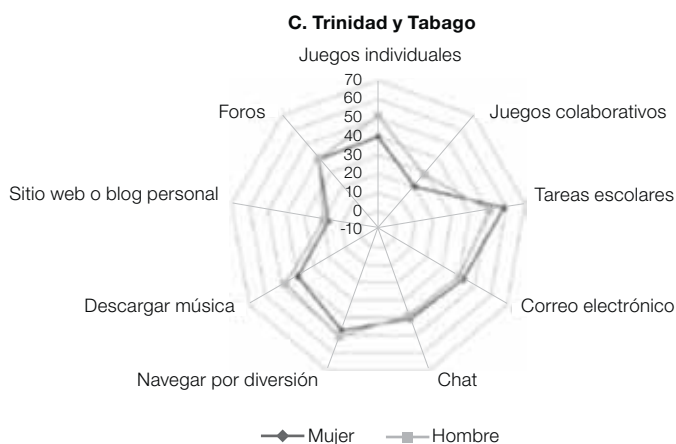 C. Trinidad y Tabago
Juegos individuales
70
60
50
40
30
20
10
0
-10
Foros
Juegos colaborativos
Sitio web o blog personal
Tareas escolares
Descargar música
Correo electrónico
Navegar por diversión
Chat
Mujer
Hombre